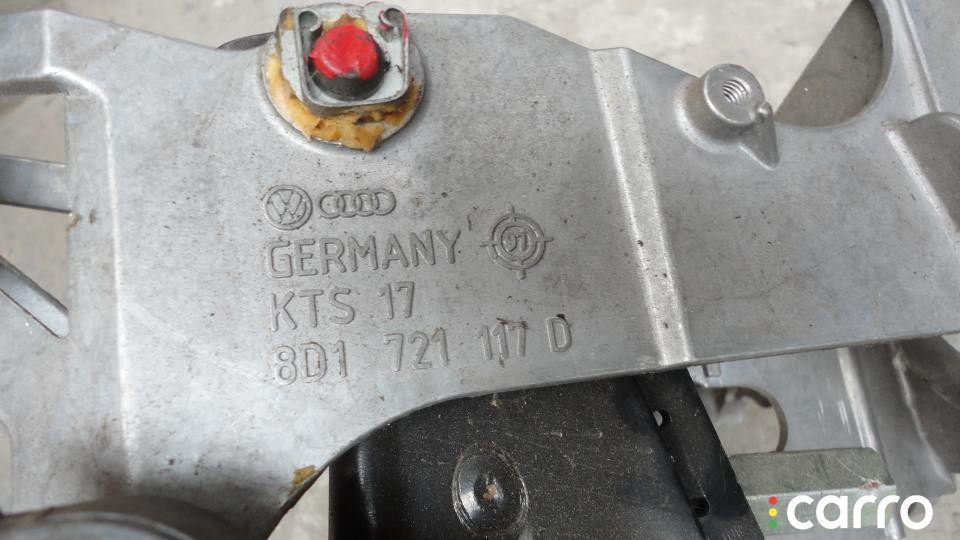 GERMANY
KTS 17
8D1 721 117 D
carro